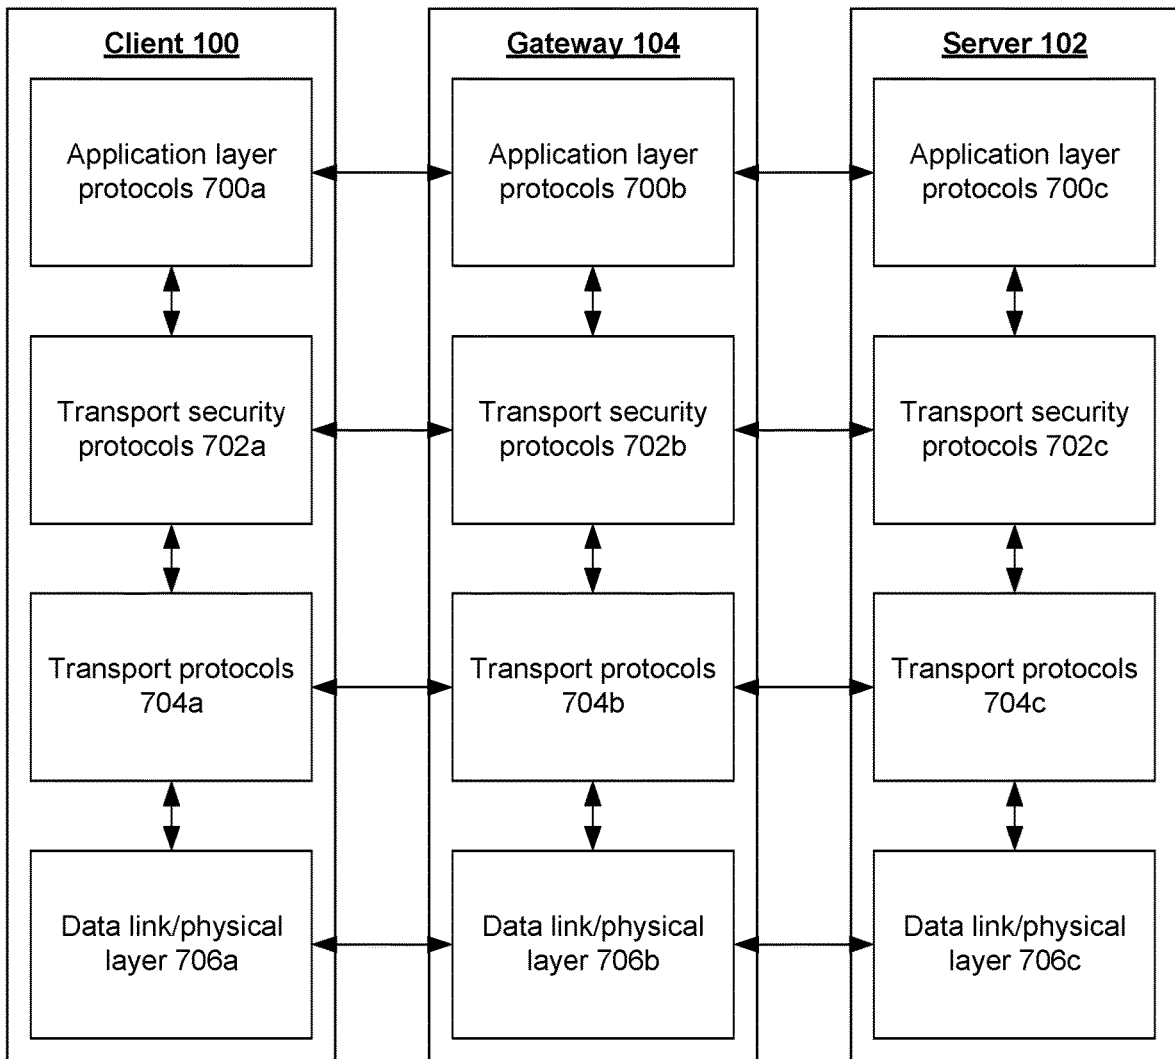 Client 100
Gateway 104
Server 102
Application layer
protocols 700a
Application layer
protocols 700b
Application layer
protocols 700c
Transport security
protocols 702a
Transport security
protocols 702b
Transport security
protocols 702c
Transport protocols
704a
Transport protocols
704b
Transport protocols
704c
Data link/physical
layer 706a
Data link/physical
layer 706b
Data link/physical
layer 706c